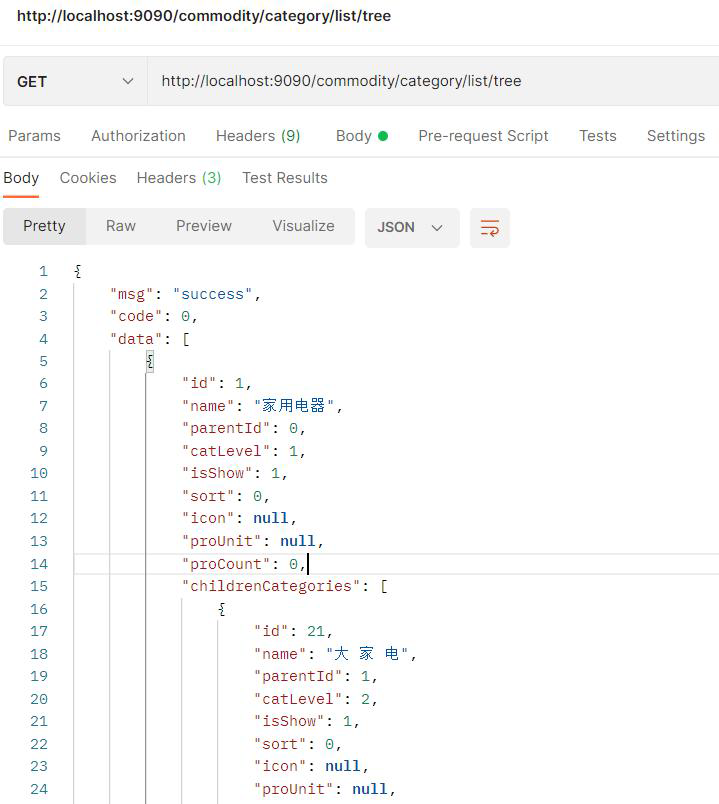 http://localhost:9090/commodity/category/list/tree
GET http://localhost:9090/commodity/category/list/tree
Params Authorization Headers (9) Body Pre-request Script Tests Settings
Body Cookies Headers (3) Test Results
Pretty Raw Preview Visualize JSON
1 {
2 "msg": "success",
3 "code": 0,
4 "data": [
5 {
6 "id": 1,
7 "name": "家用电器",
8 "parentId": 0,
9 "catLevel": 1,
10 "isShow": 1,
11 "sort": 0,
12 "icon": null,
13 "proUnit": null,
14 "proCount": 0,
15 "childrenCategories": [
16 {
17 "id": 21,
18 "name": "大 家 电",
19 "parentId": 1,
20 "catLevel": 2,
21 "isShow": 1,
22 "sort": 0,
23 "icon": null,
24 "proUnit": null,